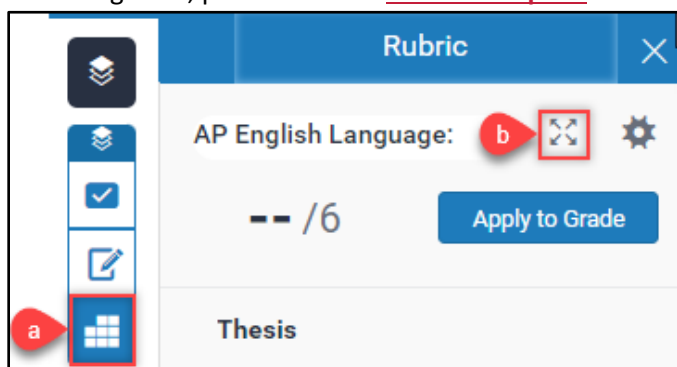 Rubric
AP English Language:
b
-- /6
Apply to Grade
a
Thesis